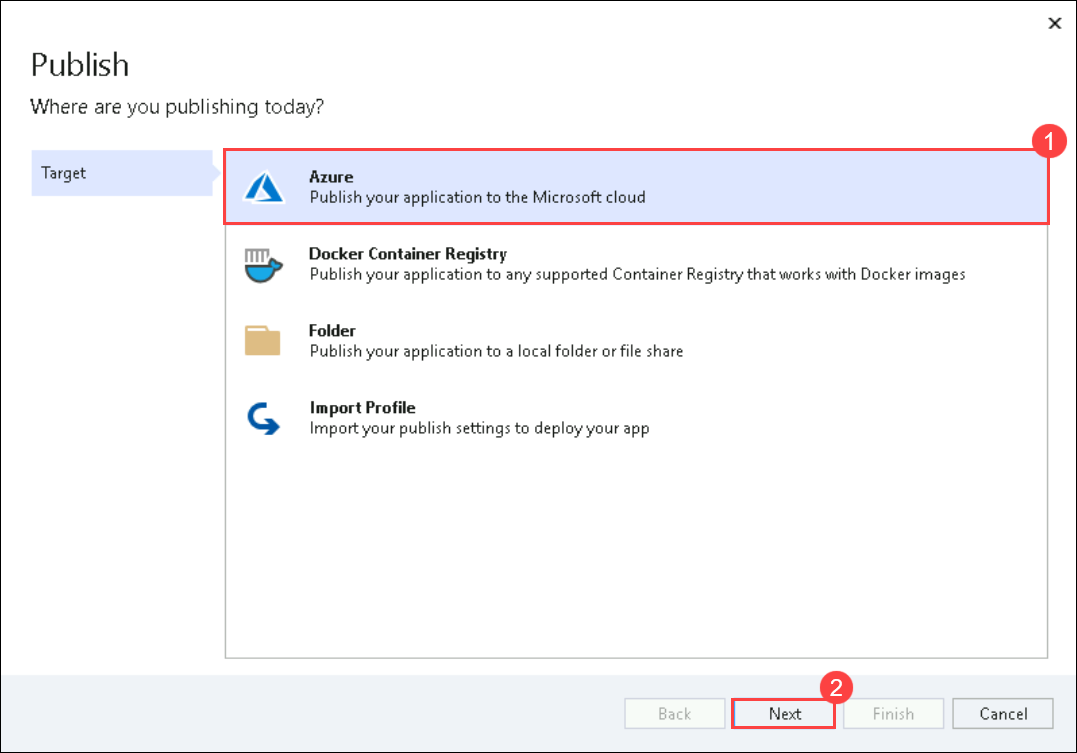 Publish
Where are you publishing today?
1
Target
Azure
Publish your application to the Microsoft cloud
Docker Container Registry
Publish your application to any supported Container Registry that works with Docker images
Folder
Publish your application to a local folder or file share
Import Profile
Import your publish settings to deploy your app
2
Back
Next
Finish
Cancel